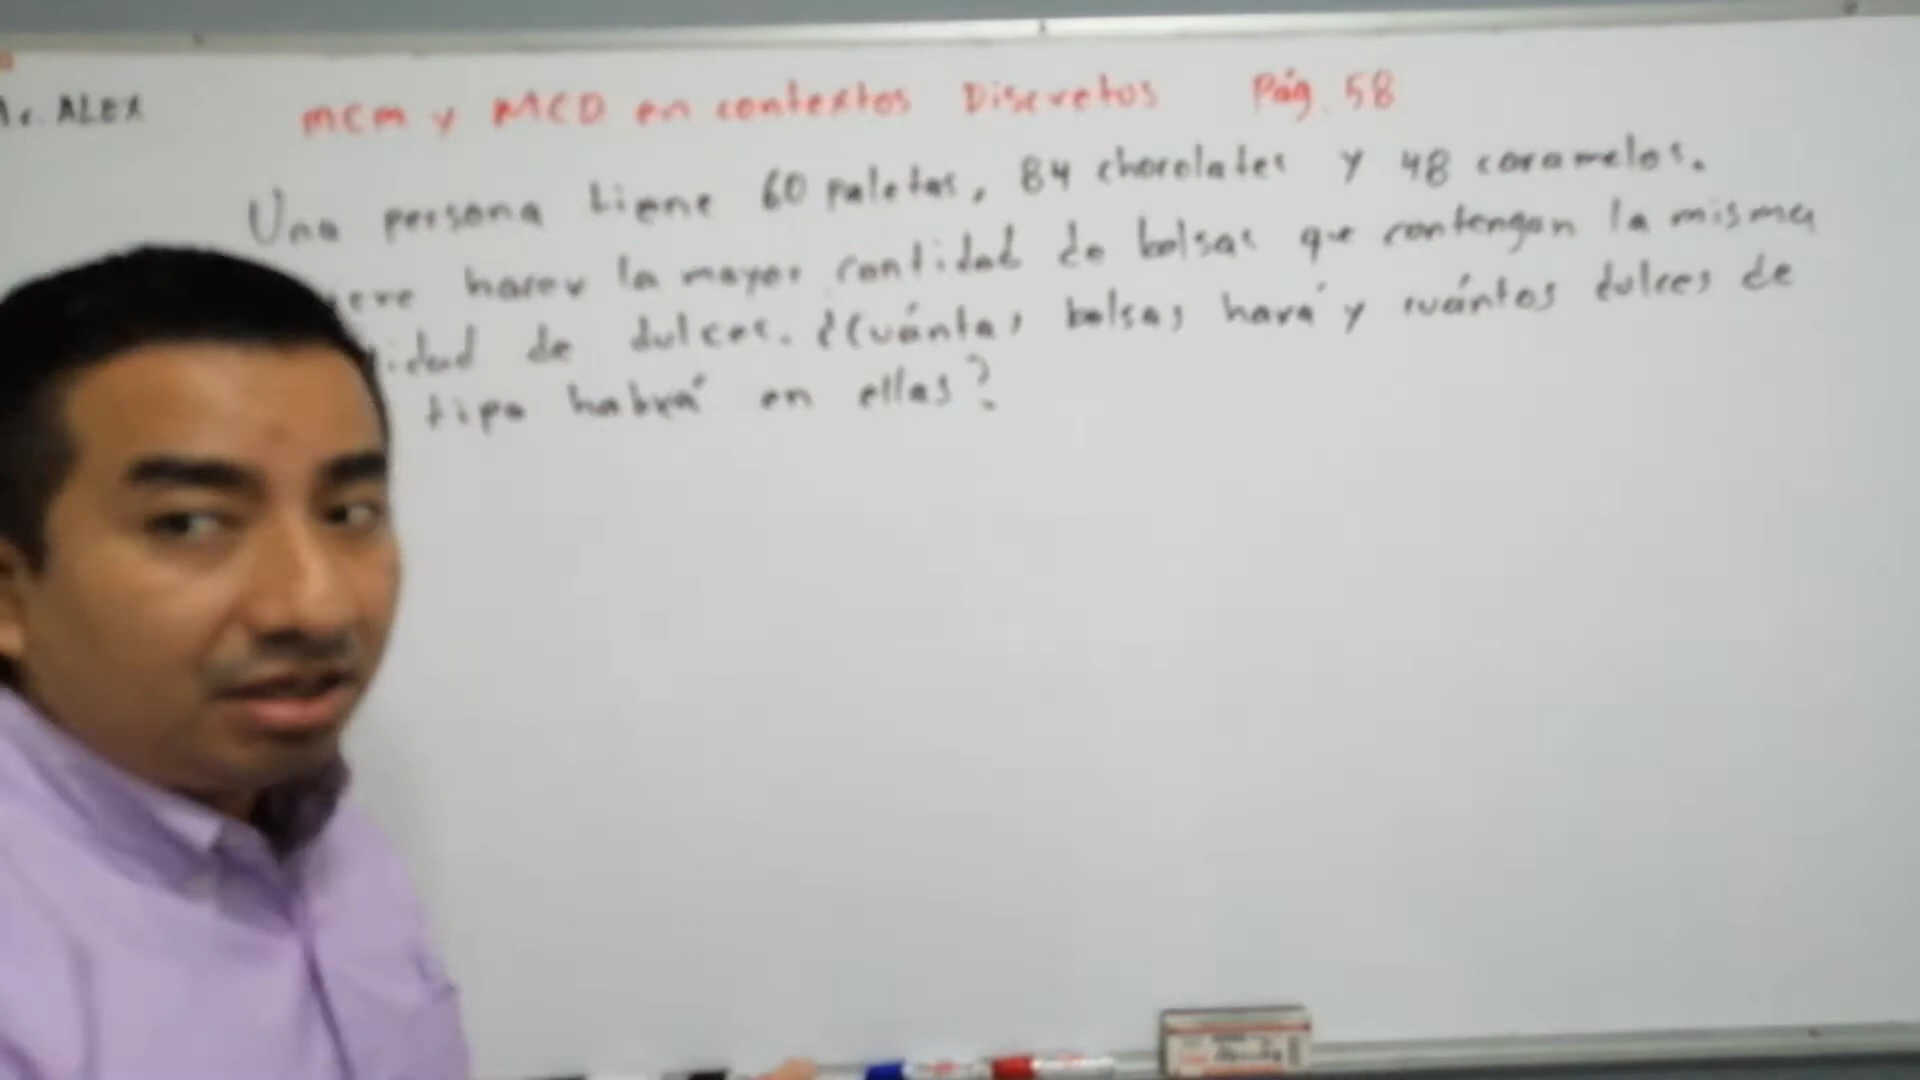 ALEX
mcm y MCD en contextos Discretos Pág. 58
Una persona tiene 60 paletas, 84 chocolates y 48 caramelos.
iere hacer la mayor cantidad de bolsas que contengan la misma
idad de dulces. ¿Cuántas bolsas hará y cuántos dulces de
tipo habrá en ellas?